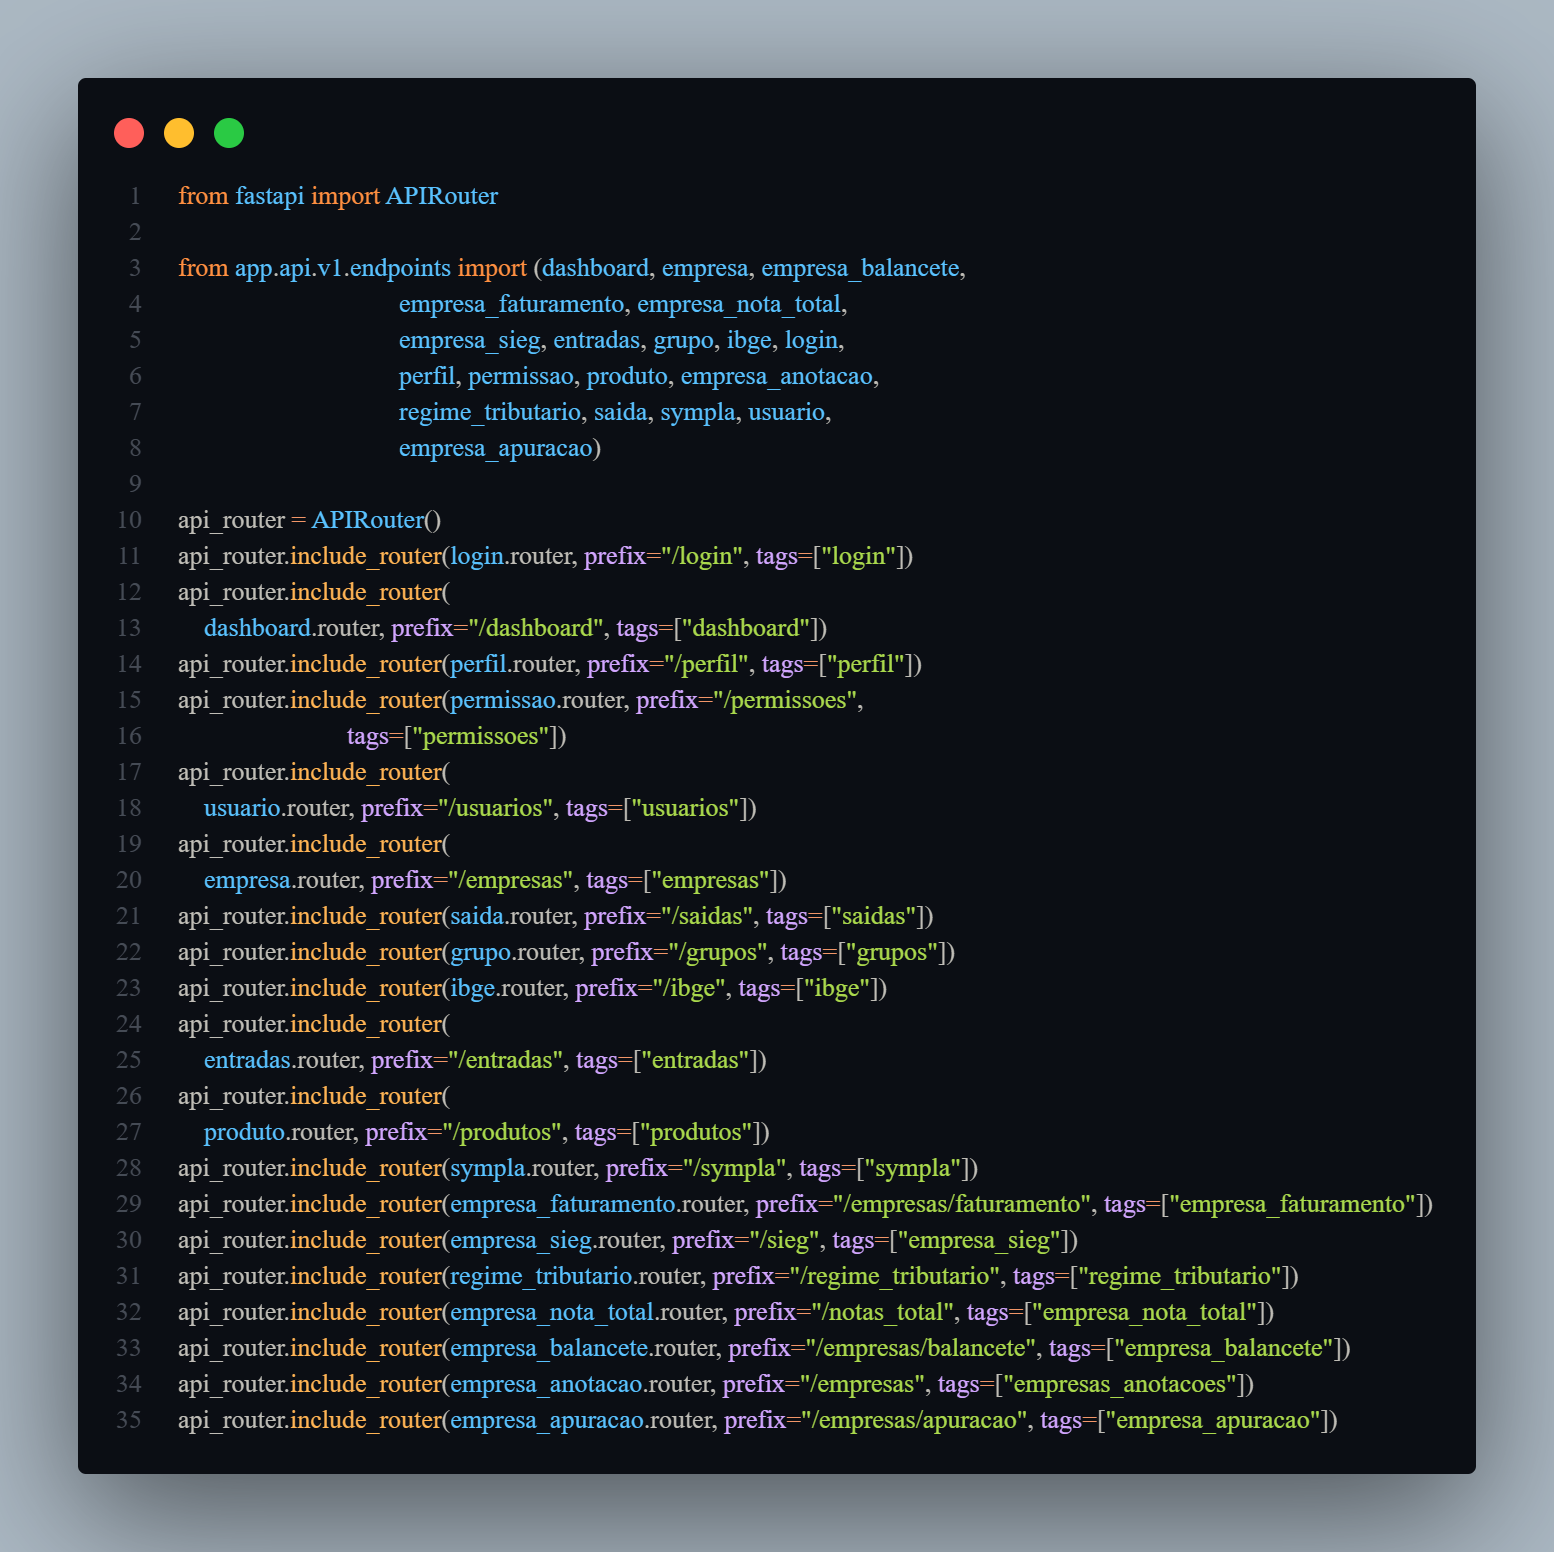 1 from fastapi import APIRouter
2
3 from app.api.v1.endpoints import (dashboard, empresa, empresa_balancete,
4 empresa_faturamento, empresa_nota_total,
5 empresa_sieg, entradas, grupo, ibge, login,
6 perfil, permissao, produto, empresa_anotacao,
7 regime_tributario, saida, sympla, usuario,
8 empresa_apuracao)
9
10 api_router = APIRouter()
11 api_router.include_router(login.router, prefix="/login", tags=["login"])
12 api_router.include_router(
13 dashboard.router, prefix="/dashboard", tags=["dashboard"])
14 api_router.include_router(perfil.router, prefix="/perfil", tags=["perfil"])
15 api_router.include_router(permissao.router, prefix="/permissoes",
16 tags=["permissoes"])
17 api_router.include_router(
18 usuario.router, prefix="/usuarios", tags=["usuarios"])
19 api_router.include_router(
20 empresa.router, prefix="/empresas", tags=["empresas"])
21 api_router.include_router(saida.router, prefix="/saidas", tags=["saidas"])
22 api_router.include_router(grupo.router, prefix="/grupos", tags=["grupos"])
23 api_router.include_router(ibge.router, prefix="/ibge", tags=["ibge"])
24 api_router.include_router(
25 entradas.router, prefix="/entradas", tags=["entradas"])
26 api_router.include_router(
27 produto.router, prefix="/produtos", tags=["produtos"])
28 api_router.include_router(sympla.router, prefix="/sympla", tags=["sympla"])
29 api_router.include_router(empresa_faturamento.router, prefix="/empresas/faturamento", tags=["empresa_faturamento"])
30 api_router.include_router(empresa_sieg.router, prefix="/sieg", tags=["empresa_sieg"])
31 api_router.include_router(regime_tributario.router, prefix="/regime_tributario", tags=["regime_tributario"])
32 api_router.include_router(empresa_nota_total.router, prefix="/notas_total", tags=["empresa_nota_total"])
33 api_router.include_router(empresa_balancete.router, prefix="/empresas/balancete", tags=["empresa_balancete"])
34 api_router.include_router(empresa_anotacao.router, prefix="/empresas", tags=["empresas_anotacoes"])
35 api_router.include_router(empresa_apuracao.router, prefix="/empresas/apuracao", tags=["empresa_apuracao"])